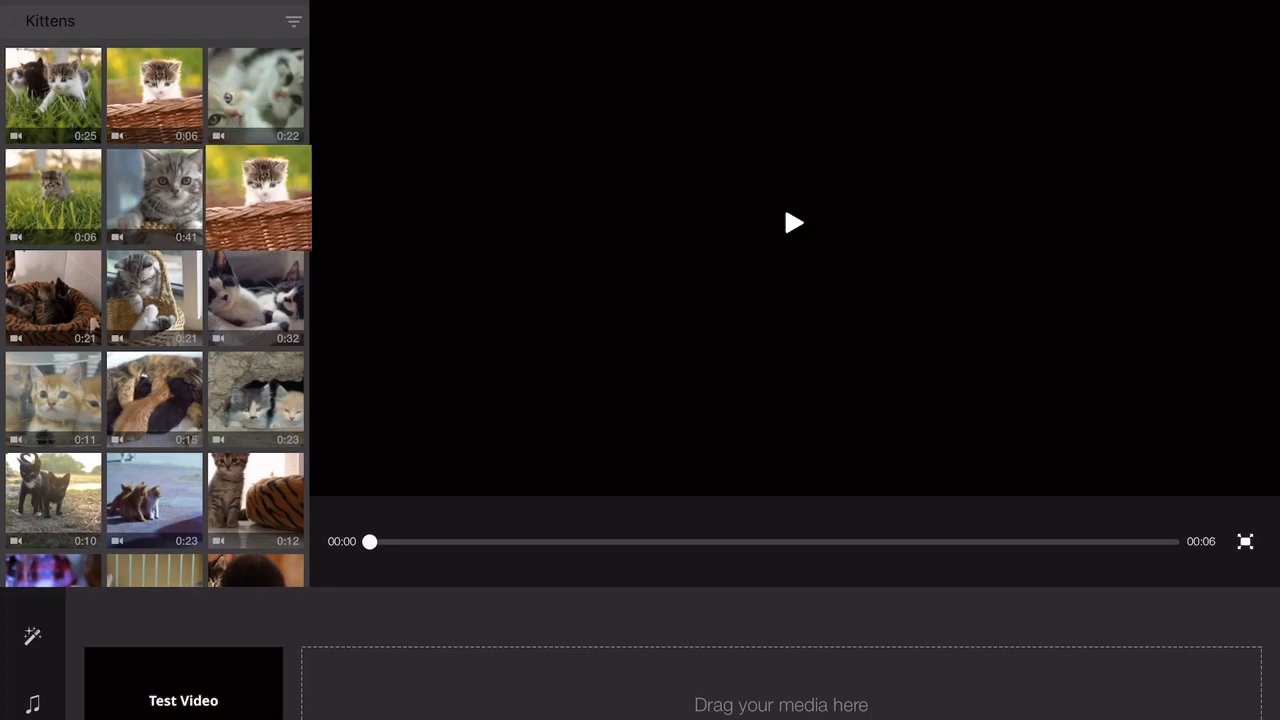 Kittens
0:25 0:06 0:22
0:06 0:41
0:21 0:21 0:32
0:11 0:15 0:23
0:10 0:23 0:12
00:00 00:06
Test Video
Drag your media here